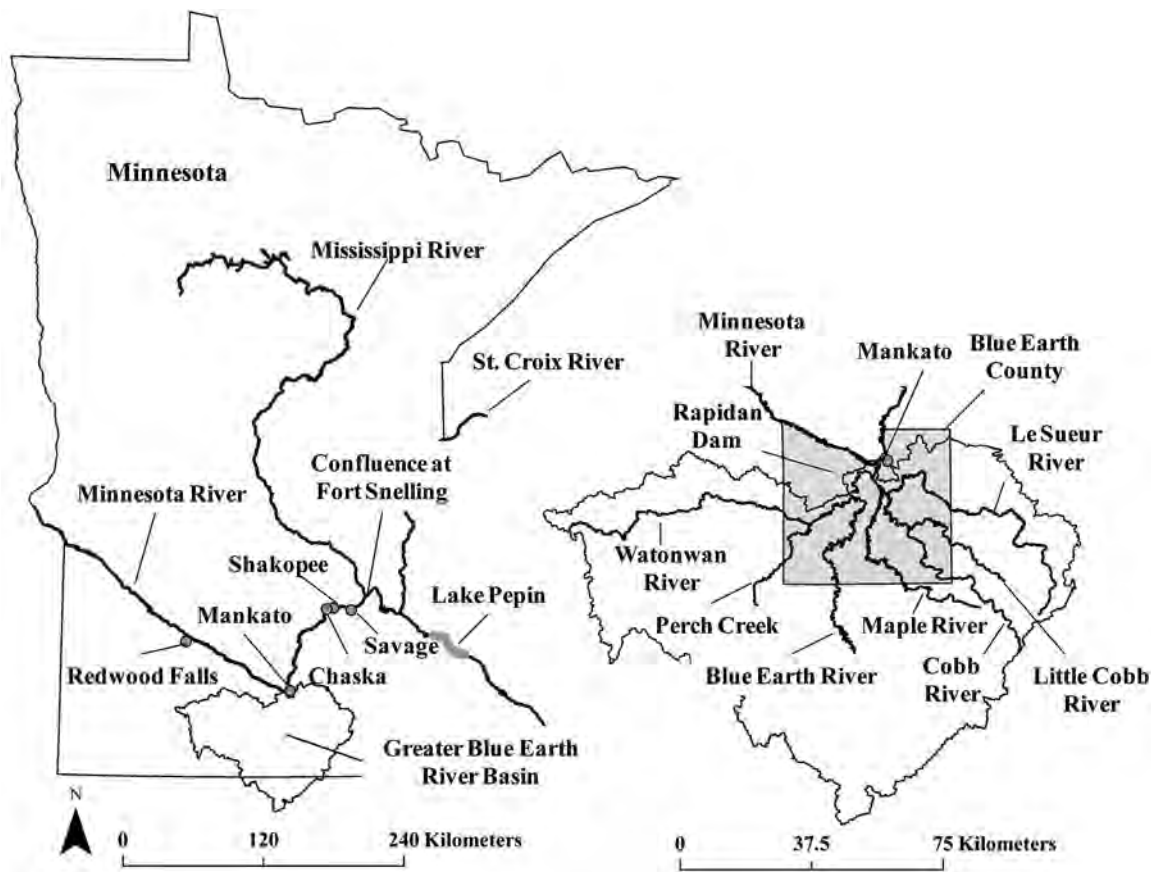 Minnesota
Mississippi River
St. Croix River
Confluence at
Fort Snelling
Minnesota River
Shakopee
Mankato
Lake Pepin
Savage
Redwood Falls
Chaska
Greater Blue Earth
River Basin
N
0
120
240 Kilometers
Minnesota
River
Mankato
Blue Earth
County
Rapidan
Dam
Le Sueur
River
Watonwan
River
Perch Creek
Maple River
Blue Earth River
Cobb
River
Little Cobb
River
0
37.5
75 Kilometers